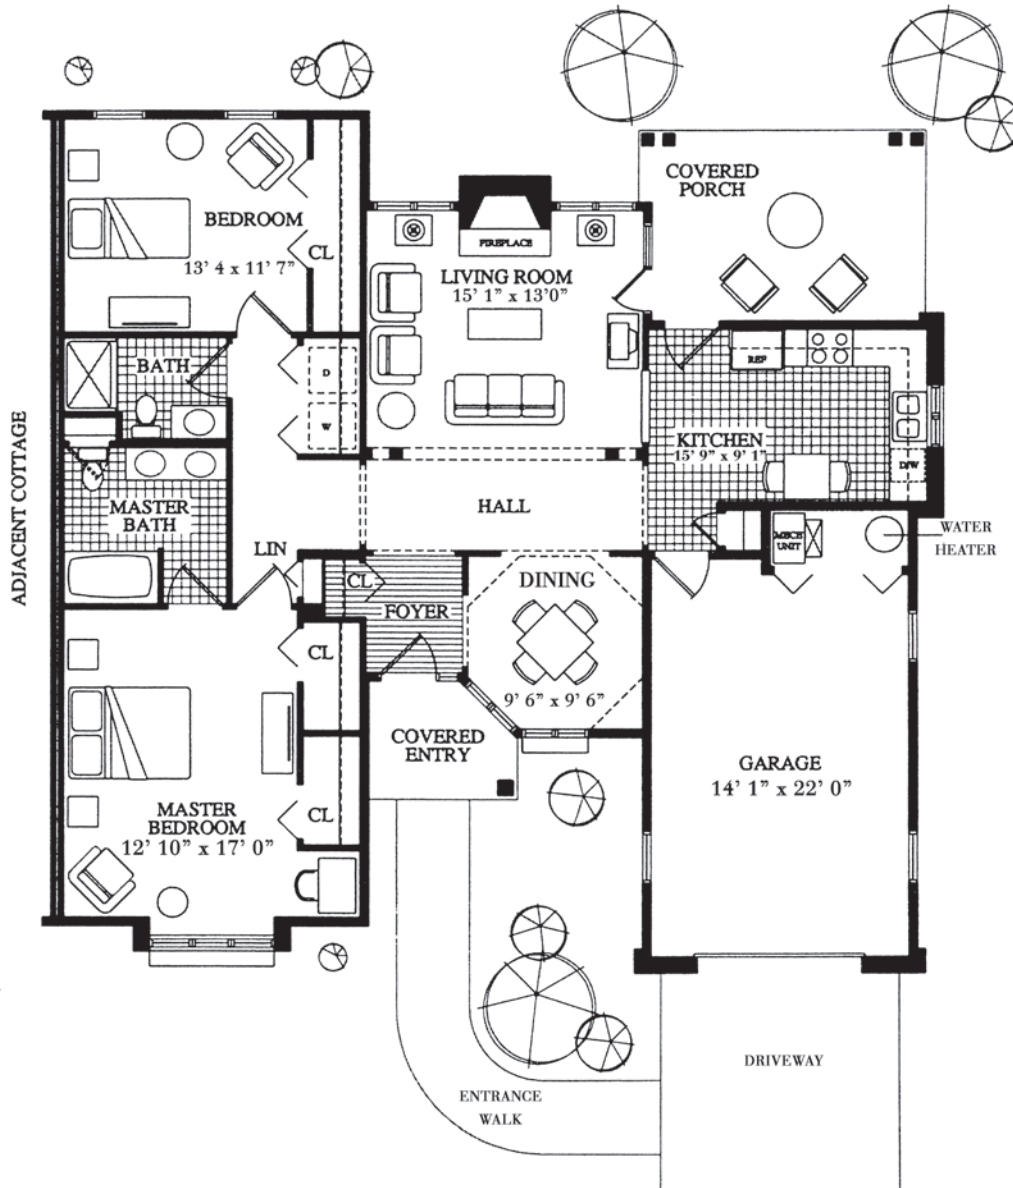 COVERED
PORCH
BEDROOM
13' 4 x 11' 7"
CL
FIREPLACE
LIVING ROOM
15' 1" x 13'0"
BATH
D
W
REF
KITCHEN
15' 9" x 9' 1"
D/W
ADJACENT COTTAGE
MASTER
BATH
HALL
LIN
CL
FOYER
DINING
9' 6" x 9' 6"
MECH
UNIT
WATER
HEATER
CL
COVERED
ENTRY
MASTER
BEDROOM
12' 10" x 17' 0"
CL
GARAGE
14' 1" x 22' 0"
DRIVEWAY
ENTRANCE
WALK